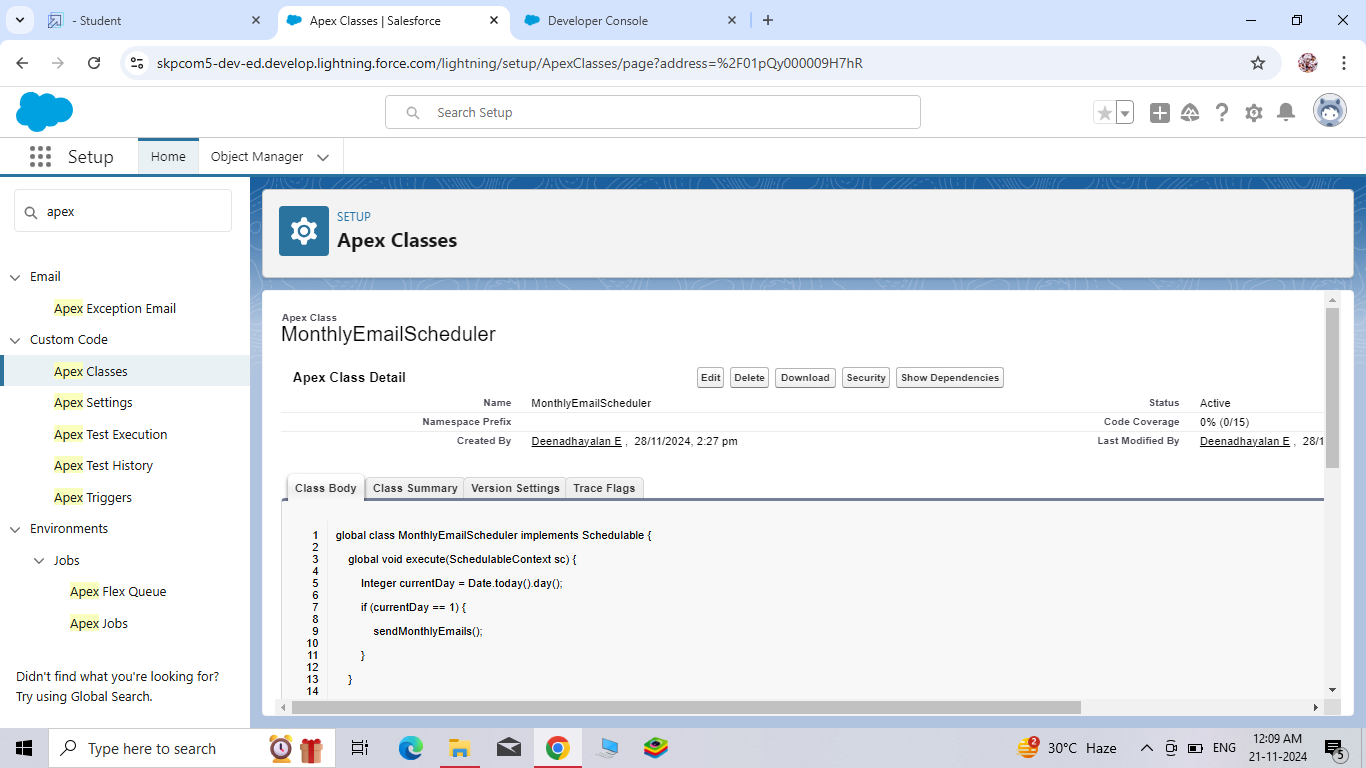 - Student
Apex Classes | Salesforce
Developer Console
skpcom5-dev-ed.develop.lightning.force.com/lightning/setup/ApexClasses/page?address=%2F01pQy000009H7hR
Search Setup
Setup
Home
Object Manager
apex
Email
Apex Exception Email
Custom Code
Apex Classes
Apex Settings
Apex Test Execution
Apex Test History
Apex Triggers
Environments
Jobs
Apex Flex Queue
Apex Jobs
Didn't find what you're looking for?
Try using Global Search.
SETUP
Apex Classes
Apex Class
MonthlyEmailScheduler
Apex Class Detail
Edit Delete Download Security Show Dependencies
Name MonthlyEmailScheduler Status Active
Namespace Prefix Code Coverage 0% (0/15)
Created By Deenadhayalan E , 28/11/2024, 2:27 pm Last Modified By Deenadhayalan E , 28/1
Class Body Class Summary Version Settings Trace Flags
1 global class MonthlyEmailScheduler implements Schedulable {
2
3 global void execute(SchedulableContext sc) {
4
5 Integer currentDay = Date.today().day();
6
7 if (currentDay == 1) {
8
9 sendMonthlyEmails();
10
11 }
12
13 }
14
Type here to search
2
30°C Haze
ENG
12:09 AM
21-11-2024
5